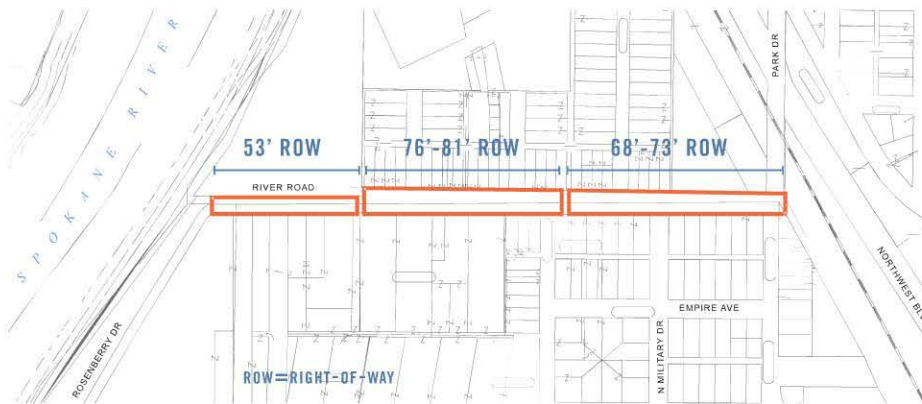 SPOKANE RIVER
PARK DR
53' ROW
76'-81' ROW
68'-73' ROW
RIVER ROAD
NORTHWEST BLV
EMPIRE AVE
ROSENBERRY DR
N MILITARY DR
ROW=RIGHT-OF-WAY